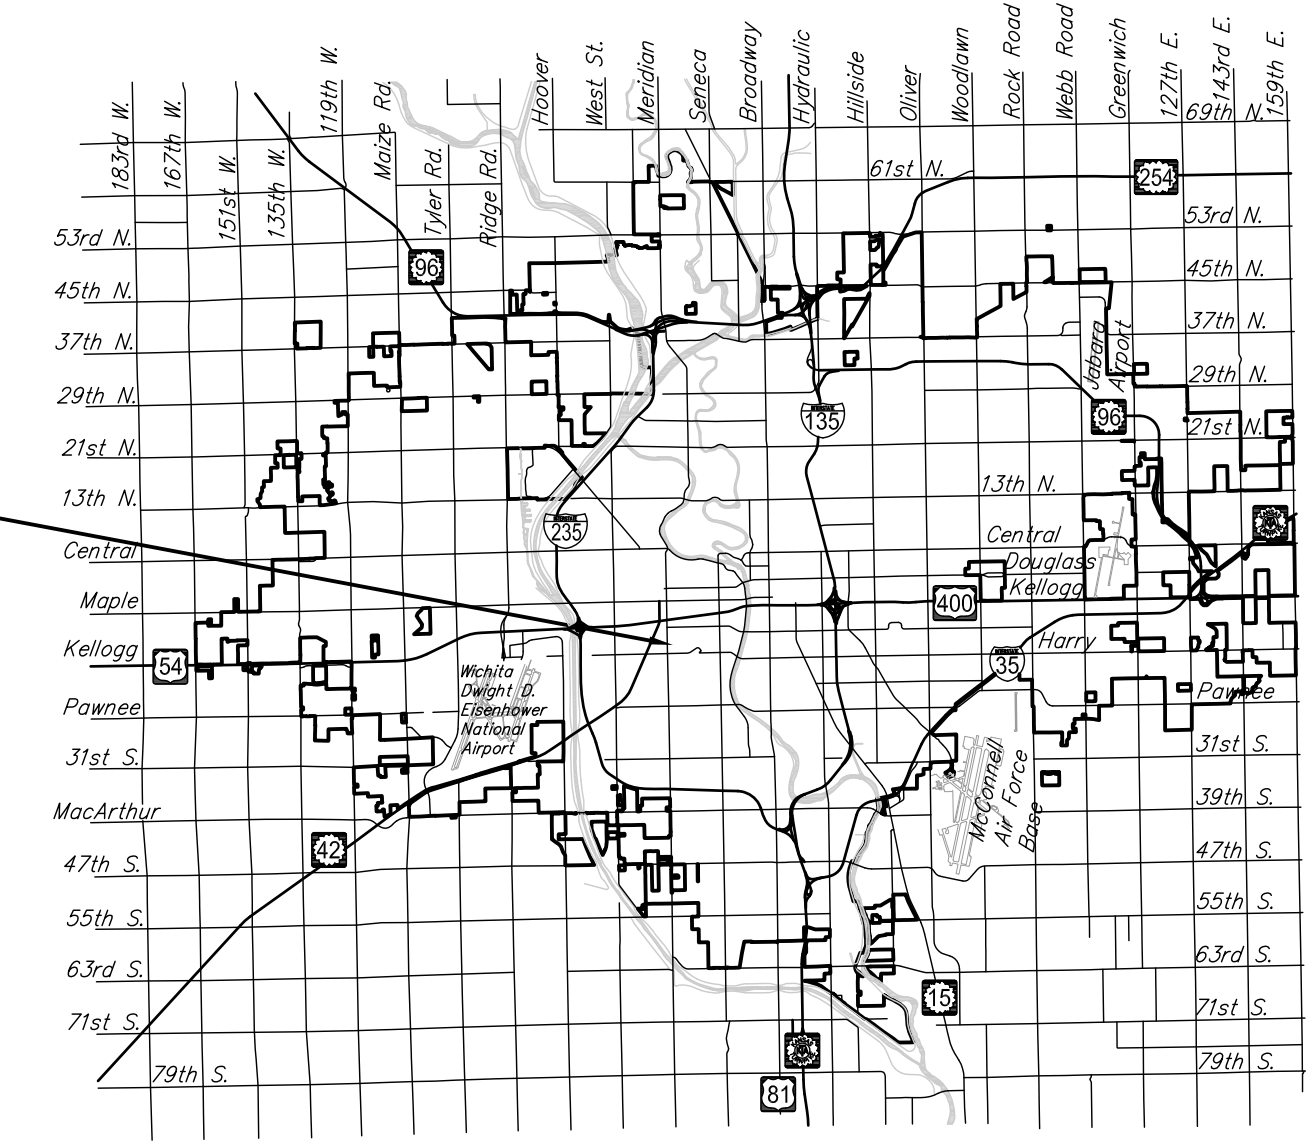 183rd W.
167th W.
151st W.
135th W.
119th W.
Maize Rd.
Tyler Rd.
Ridge Rd.
Hoover
West St.
Meridian
Seneca
Broadway
Hydraulic
Hillside
Oliver
Woodlawn
Rock Road
Webb Road
Greenwich
127th E.
143rd E.
159th E.
69th N.
61st N.
254
53rd N.
53rd N.
96
45th N.
45th N.
37th N.
37th N.
Jabara
Airport
29th N.
29th N.
INTERSTATE
135
96
21st N.
21st N.
13th N.
13th N.
INTERSTATE
235
Central
Central
Douglass
Kellogg
Maple
400
Kellogg
54
Harry
INTERSTATE
35
Wichita
Dwight D.
Eisenhower
National
Airport
Pawnee
Pawnee
31st S.
31st S.
McConnell
Air Force
Base
MacArthur
39th S.
42
47th S.
47th S.
55th S.
55th S.
63rd S.
63rd S.
15
71st S.
71st S.
79th S.
79th S.
81